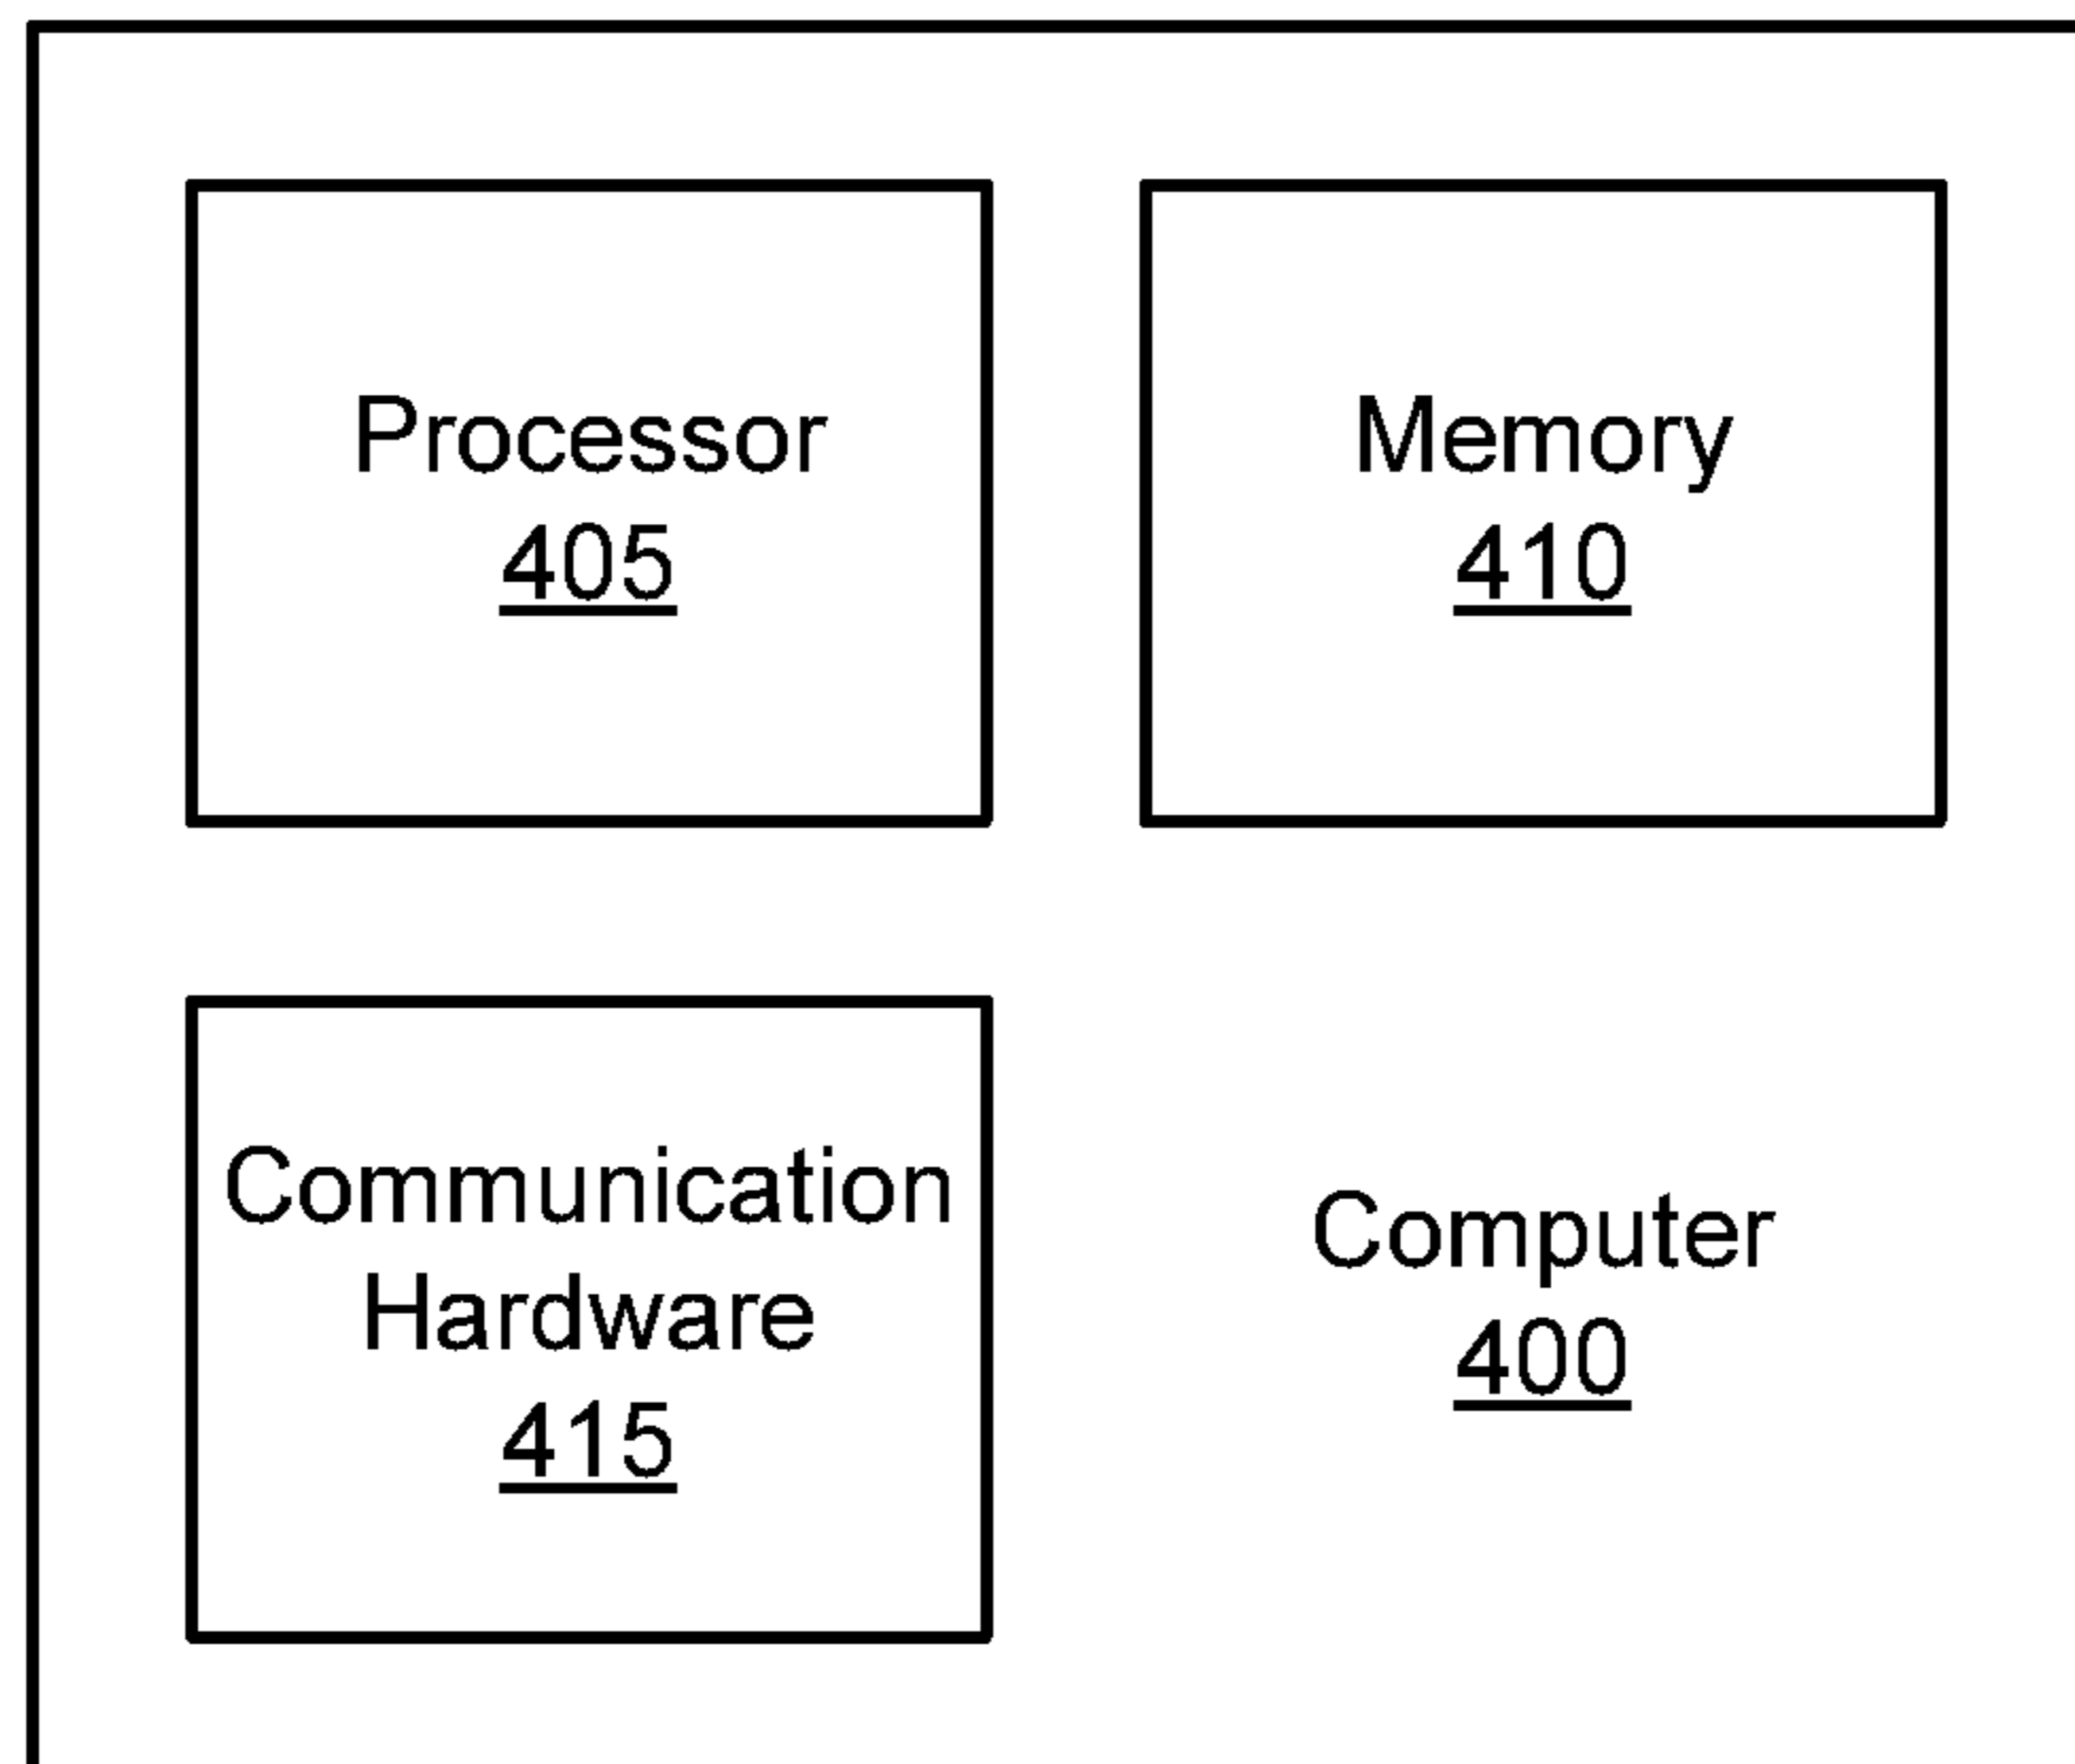 Processor
405
Memory
410
Communication
Hardware
415
Computer
400